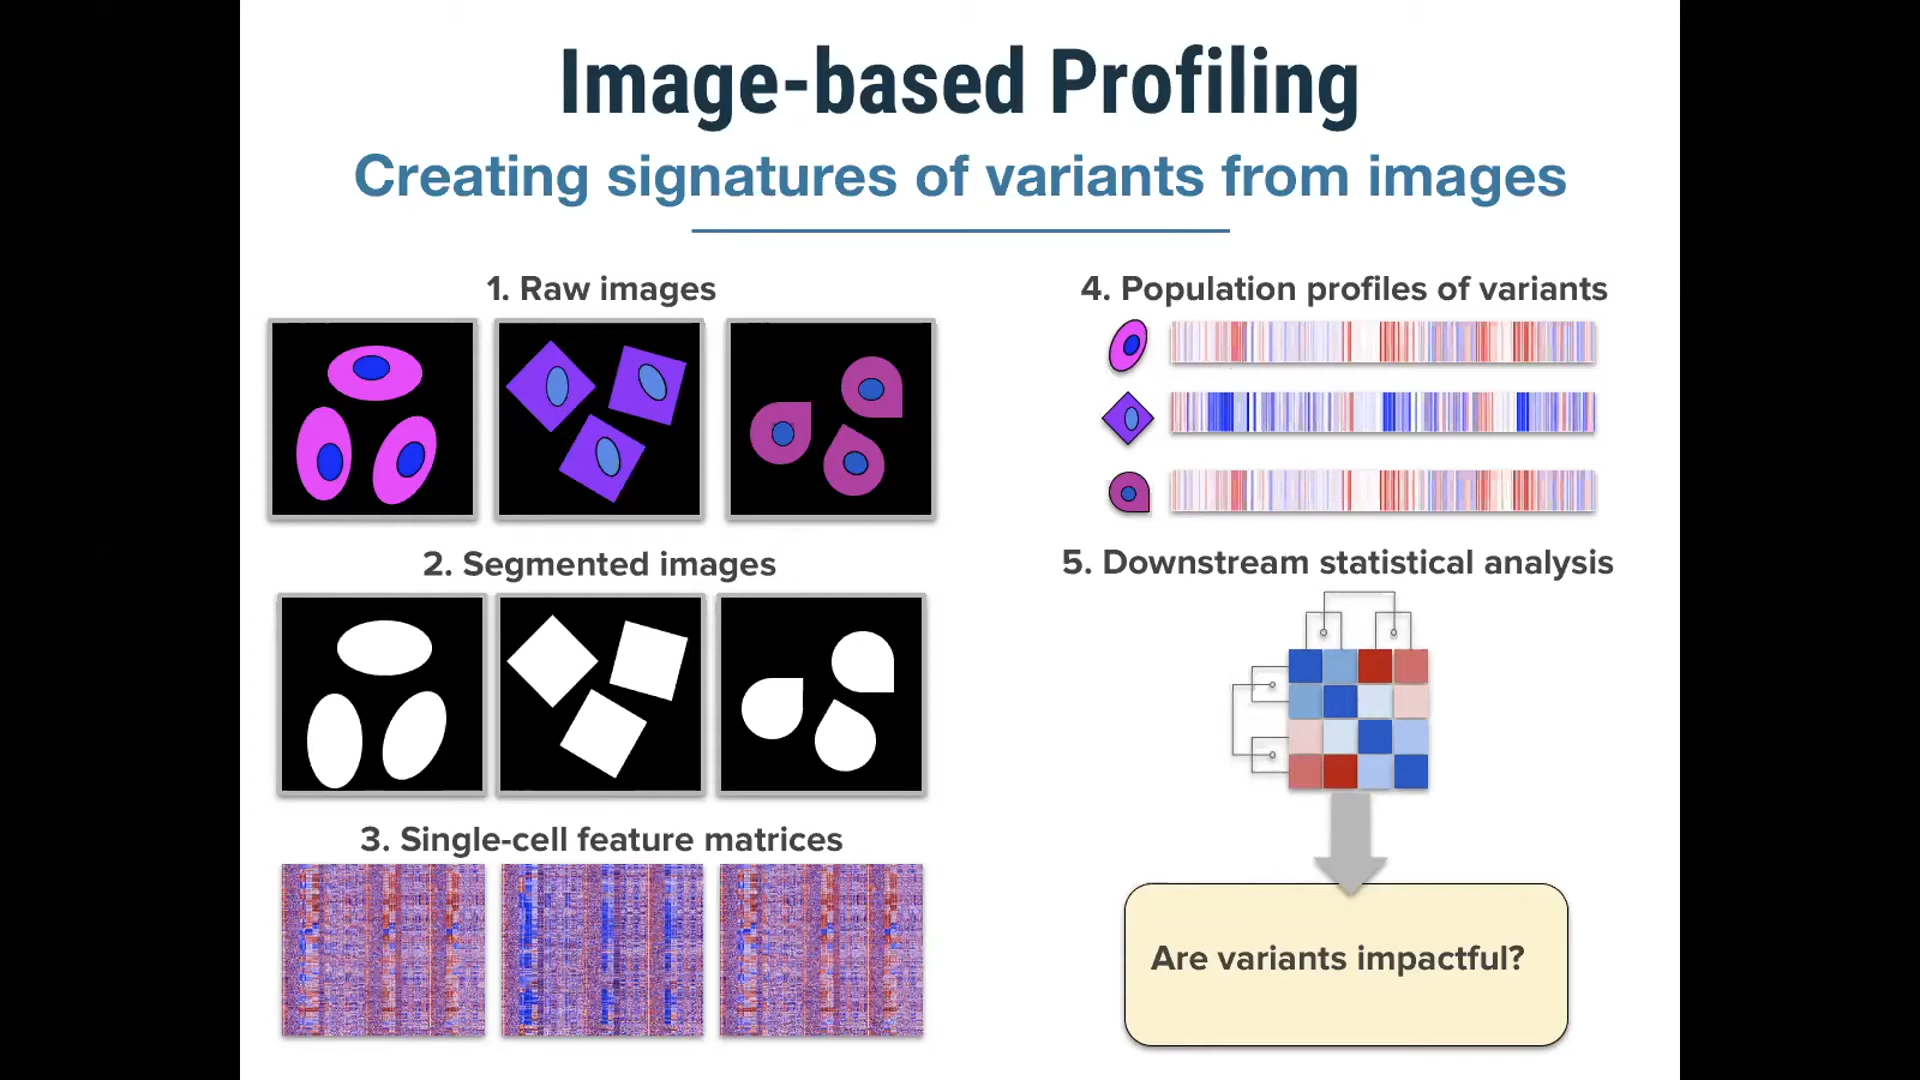 Image-based Profiling
Creating signatures of variants from images
1. Raw images
2. Segmented images
3. Single-cell feature matrices
4. Population profiles of variants
5. Downstream statistical analysis
Are variants impactful?